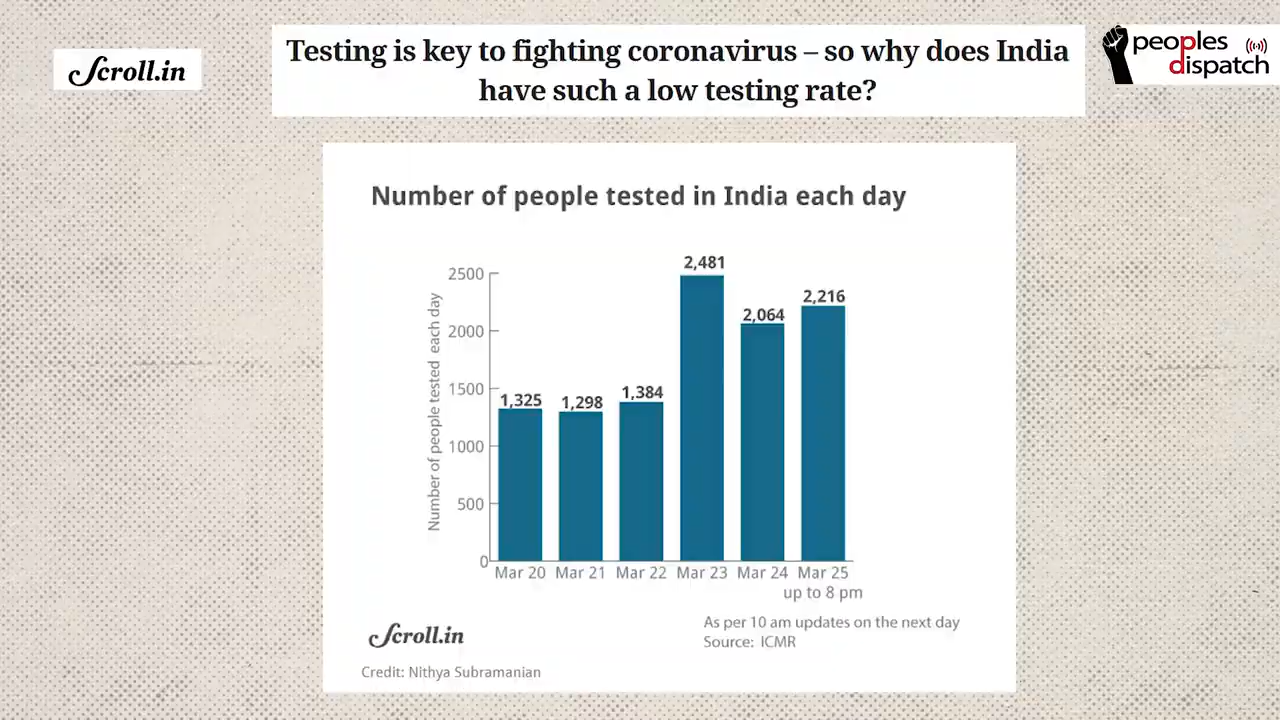 Scroll.in
Testing is key to fighting coronavirus – so why does India
have such a low testing rate?
peoples
dispatch
Number of people tested in India each day
Number of people tested each day
2500
2000
1500
1000
500
0
1,325
1,298
1,384
2,481
2,064
2,216
Mar 20 Mar 21 Mar 22 Mar 23 Mar 24 Mar 25
up to 8 pm
As per 10 am updates on the next day
Source: ICMR
Scroll.in
Credit: Nithya Subramanian